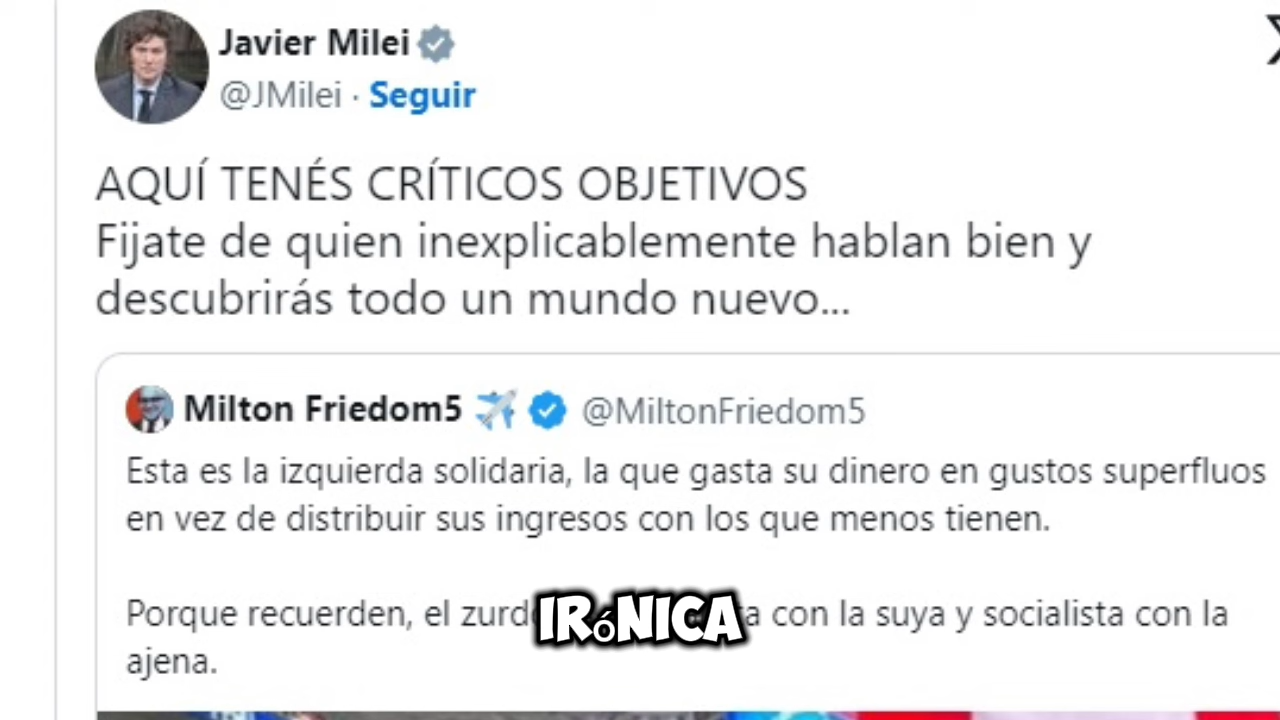 Javier Milei
@JMilei · Seguir
AQUÍ TENÉS CRÍTICOS OBJETIVOS
Fijate de quien inexplicablemente hablan bien y
descubrirás todo un mundo nuevo...
Milton Friedom5 ✈️ @MiltonFriedom5
Esta es la izquierda solidaria, la que gasta su dinero en gustos superfluos
en vez de distribuir sus ingresos con los que menos tienen.
Porque recuerden, el con la suya y socialista con la
IRóNICA
ajena.